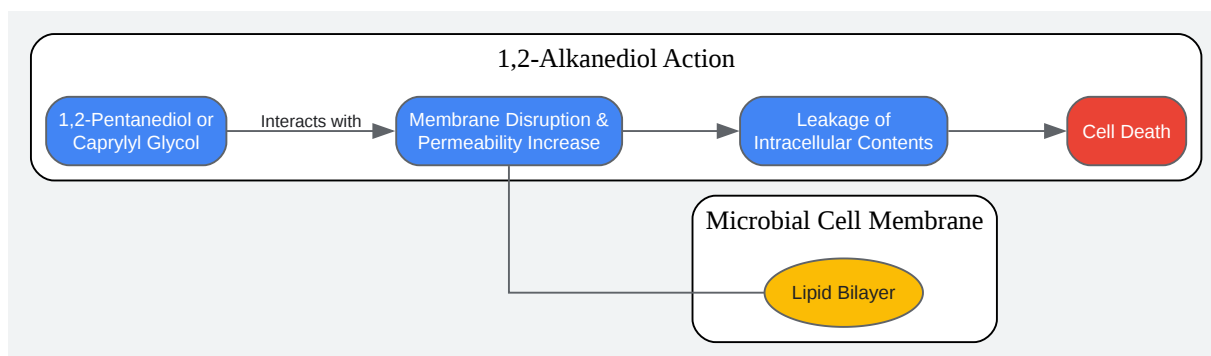 1,2-Alkanediol Action
1,2-Pentanediol or
Caprylyl Glycol
Interacts with
Membrane Disruption &
Permeability Increase
Leakage of
Intracellular Contents
Cell Death
Microbial Cell Membrane
Lipid Bilayer